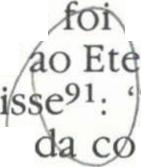 foi
ao Ete
isse91: ‘
da co